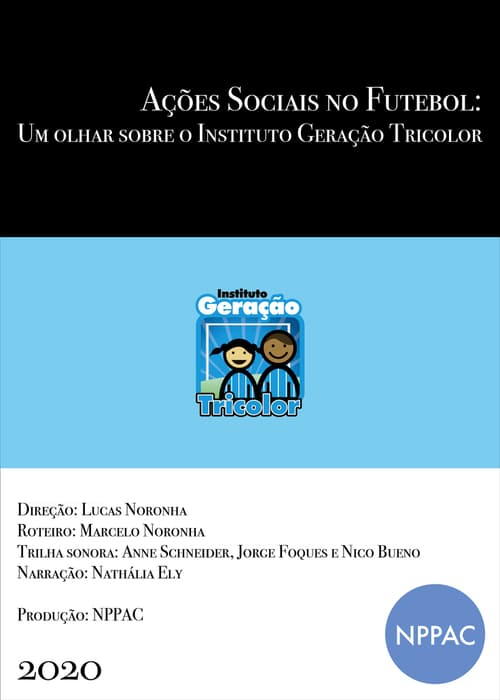 Ações Sociais no Futebol:
Um olhar sobre o Instituto Geração Tricolor
Instituto
Geração
Tricolor
Direção: Lucas Noronha
Roteiro: Marcelo Noronha
Trilha sonora: Anne Schneider, Jorge Foques e Nico Bueno
Narração: Nathália Ely
Produção: NPPAC
NPPAC
2020